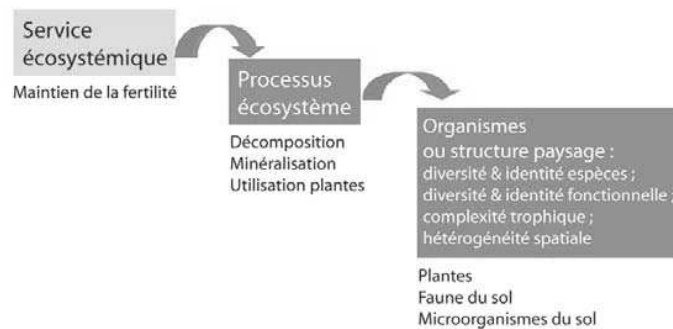 Service
écosystémique
Maintien de la fertilité
Processus
écosystème
Décomposition
Minéralisation
Utilisation plantes
Organismes
ou structure paysage :
diversité & identité espèces ;
diversité & identité fonctionnelle ;
complexité trophique ;
hétérogénéité spatiale
Plantes
Faune du sol
Microorganismes du sol